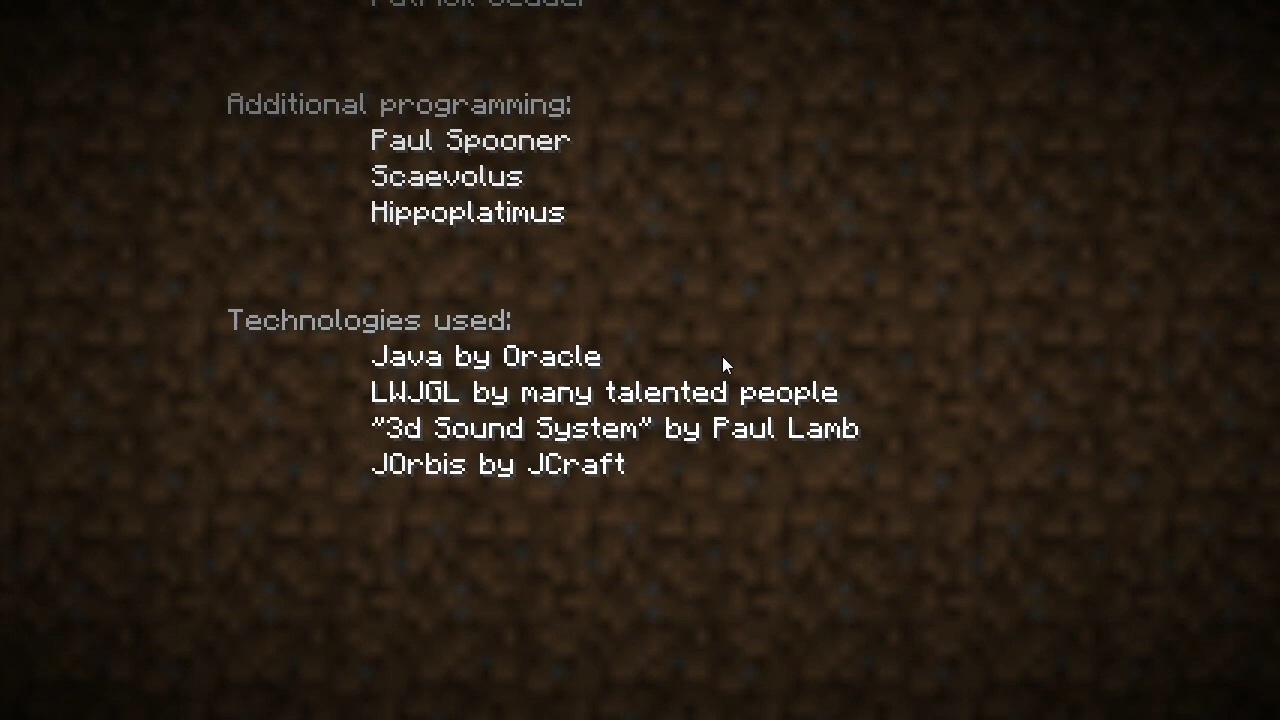 Additional programming:
Paul Spooner
Scaevolus
Hippoplatimus
Technologies used:
Java by Oracle
LWJGL by many talented people
"3d Sound System" by Paul Lamb
JOrbis by JCraft